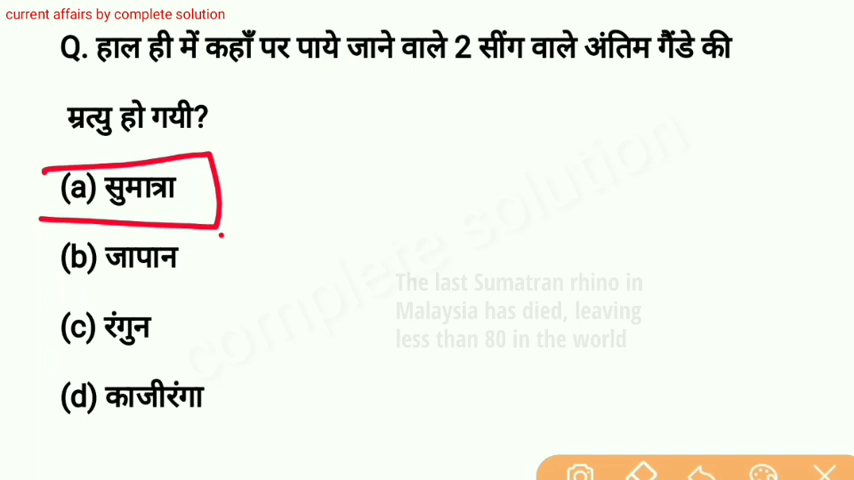 current affairs by complete solution
Q. हाल ही में कहाँ पर पाये जाने वाले 2 सींग वाले अंतिम गैंडे की
म्रत्यु हो गयी?
(a) सुमात्रा
(b) जापान
The last Sumatran rhino in
Malaysia has died, leaving
less than 80 in the world
(c) रंगुन
(d) काजीरंगा
complete solution